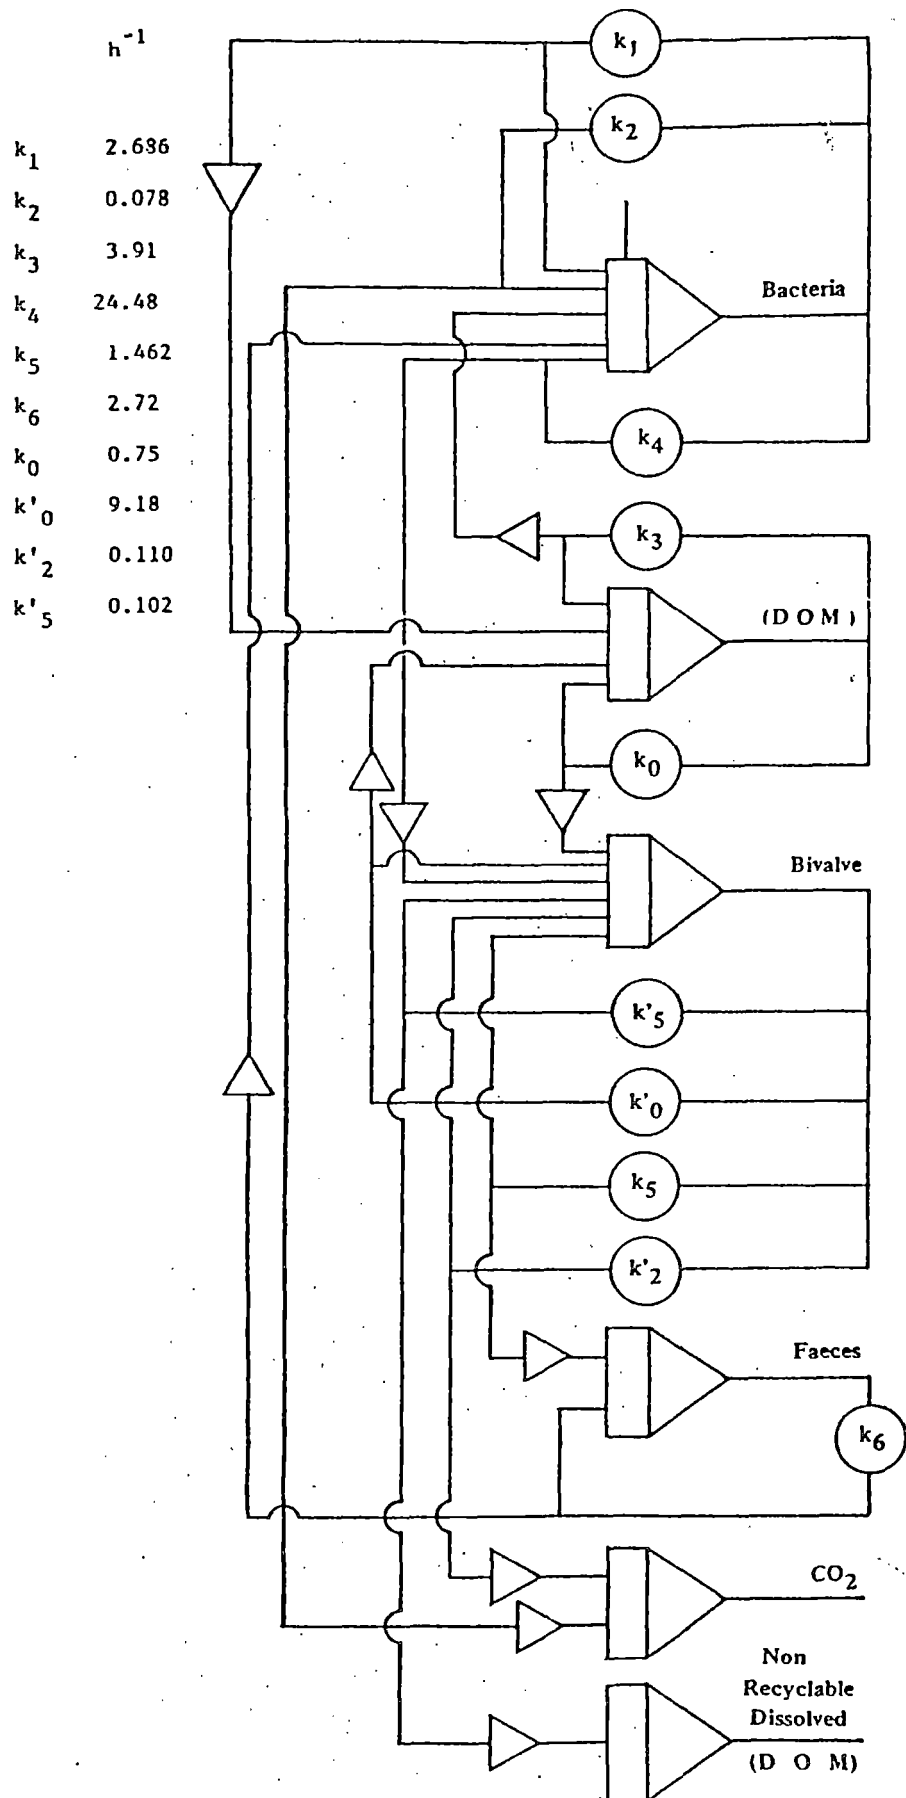 h-1
k1 2.686
k2 0.078
k3 3.91
k4 24.48
k5 1.462
k6 2.72
k0 0.75
k'0 9.18
k'2 0.110
k'5 0.102
k1
k2
Bacteria
k4
k3
(DOM)
k0
Bivalve
k'5
k'0
k5
k'2
Faeces
k6
CO2
Non
Recyclable
Dissolved
(D O M)